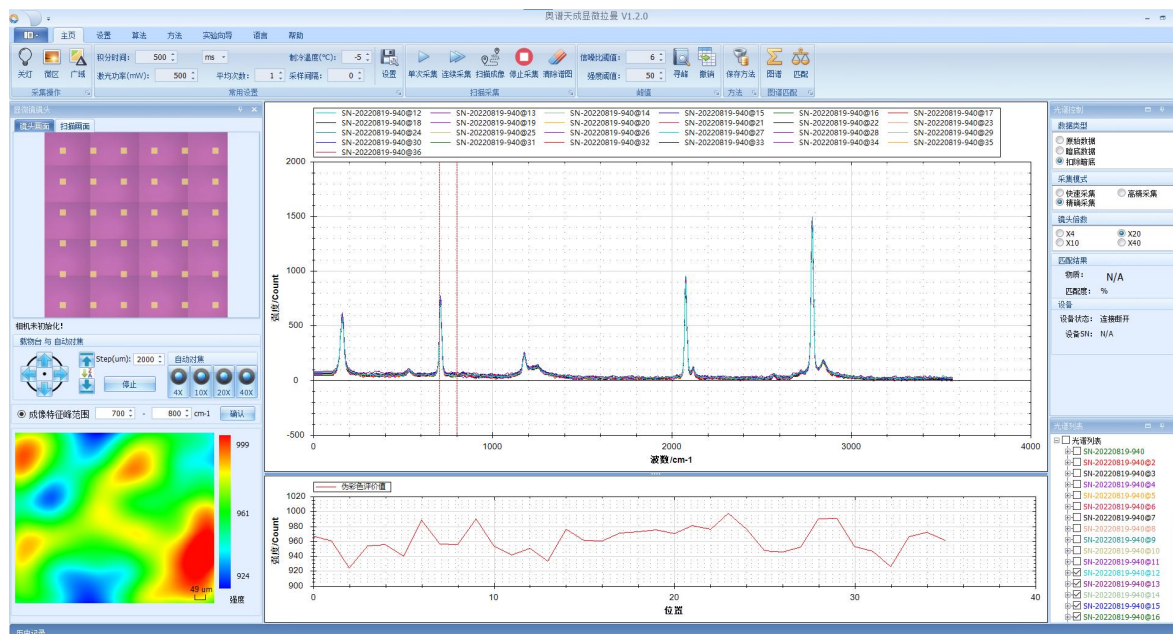 奥谱天成显微拉曼 V1.2.0
主页 设置 算法 方法 实验向导 语言 帮助
积分时间: 500 ms 制冷温度(℃): -5 信噪比阈值: 6
激光功率(mW): 500 平均次数: 1 采样间隔: 0 强度阈值: 50
关灯 微区 广域 设置 单次采集 连续采集 扫描成像 停止采集 清除谱图 寻峰 撤销 保存方法 图谱 匹配
采集操作 常用设置 扫描采集 峰值 方法 图谱匹配
显微镜镜头
镜头画面 扫描画面
相机未初始化!
载物台 与 自动对焦
Step(um): 2000 自动对焦
停止
4X 10X 20X 40X
成像特征峰范围 700 - 800 cm-1 确认
999
961
924
49 um
强度
SN-20220819-940@12 SN-20220819-940@13 SN-20220819-940@14 SN-20220819-940@15 SN-20220819-940@16 SN-20220819-940@17
SN-20220819-940@18 SN-20220819-940@19 SN-20220819-940@20 SN-20220819-940@21 SN-20220819-940@22 SN-20220819-940@23
SN-20220819-940@24 SN-20220819-940@25 SN-20220819-940@26 SN-20220819-940@27 SN-20220819-940@28 SN-20220819-940@29
SN-20220819-940@30 SN-20220819-940@31 SN-20220819-940@32 SN-20220819-940@33 SN-20220819-940@34 SN-20220819-940@35
SN-20220819-940@36
2000
1500
1000
500
0
-500
强度/Count
0 1000 2000 3000 4000
波数/cm-1
伪彩色评价值
1020
1000
980
960
940
920
900
强度/Count
0 10 20 30 40
位置
光谱控制
数据类型
原始数据
暗底数据
扣除暗底
采集模式
快速采集 高精采集
精确采集
镜头倍数
X4 X20
X10 X40
匹配结果
物质: N/A
匹配度: %
设备
设备状态: 连接断开
设备SN: N/A
光谱列表
光谱列表
SN-20220819-940
SN-20220819-940@2
SN-20220819-940@3
SN-20220819-940@4
SN-20220819-940@5
SN-20220819-940@6
SN-20220819-940@7
SN-20220819-940@8
SN-20220819-940@9
SN-20220819-940@10
SN-20220819-940@11
SN-20220819-940@12
SN-20220819-940@13
SN-20220819-940@14
SN-20220819-940@15
SN-20220819-940@16
历史记录